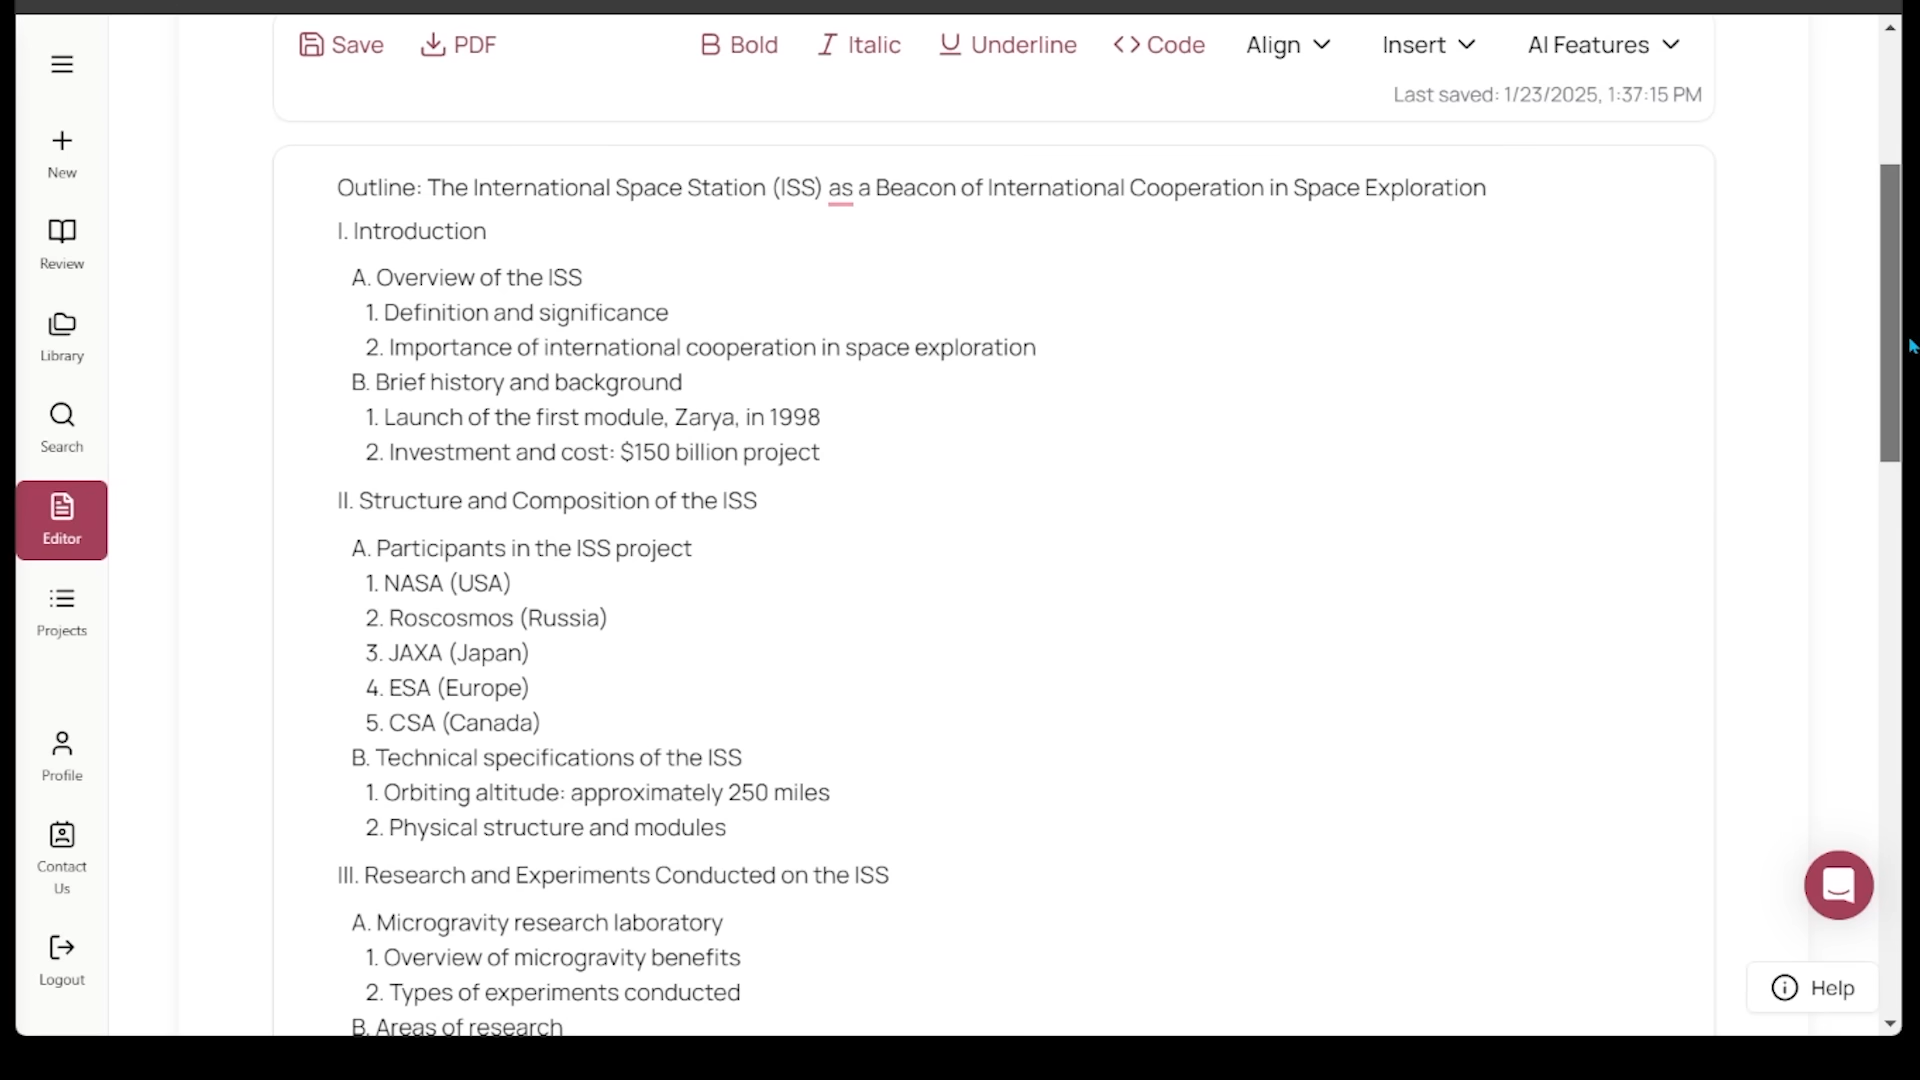 Save
PDF
Bold
Italic
Underline
Code
Align
Insert
AI Features
Last saved: 1/23/2025, 1:37:15 PM
New
Review
Library
Search
Editor
Projects
Profile
Contact
Us
Logout
Outline: The International Space Station (ISS) as a Beacon of International Cooperation in Space Exploration
I. Introduction
A. Overview of the ISS
1. Definition and significance
2. Importance of international cooperation in space exploration
B. Brief history and background
1. Launch of the first module, Zarya, in 1998
2. Investment and cost: $150 billion project
II. Structure and Composition of the ISS
A. Participants in the ISS project
1. NASA (USA)
2. Roscosmos (Russia)
3. JAXA (Japan)
4. ESA (Europe)
5. CSA (Canada)
B. Technical specifications of the ISS
1. Orbiting altitude: approximately 250 miles
2. Physical structure and modules
III. Research and Experiments Conducted on the ISS
A. Microgravity research laboratory
1. Overview of microgravity benefits
2. Types of experiments conducted
B. Areas of research
Help